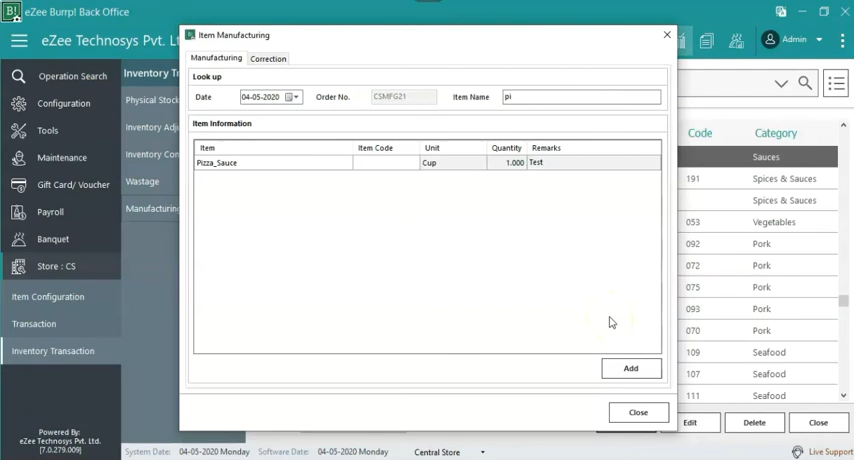 B! eZee Burrp! Back Office
eZee Technosys Pvt. Lt
Admin
Operation Search
Configuration
Tools
Maintenance
Gift Card/ Voucher
Payroll
Banquet
Store : CS
Item Configuration
Transaction
Inventory Transaction
Powered By:
eZee Technosys Pvt. Ltd.
[7.0.279.009]
Inventory Tr
Physical Stock
Inventory Adj
Inventory Con
Wastage
Manufacturing
Item Manufacturing
Manufacturing Correction
Look up
Date 04-05-2020 Order No. CSMFG21 Item Name pi
Item Information
Item Item Code Unit Quantity Remarks
Pizza_Sauce Cup 1.000 Test
Add
Close
Code Category
Sauces
191 Spices & Sauces
Spices & Sauces
053 Vegetables
092 Pork
072 Pork
075 Pork
093 Pork
070 Pork
109 Seafood
107 Seafood
111 Seafood
Edit Delete Close
System Date: 04-05-2020 Monday Software Date: 04-05-2020 Monday Central Store Live Support